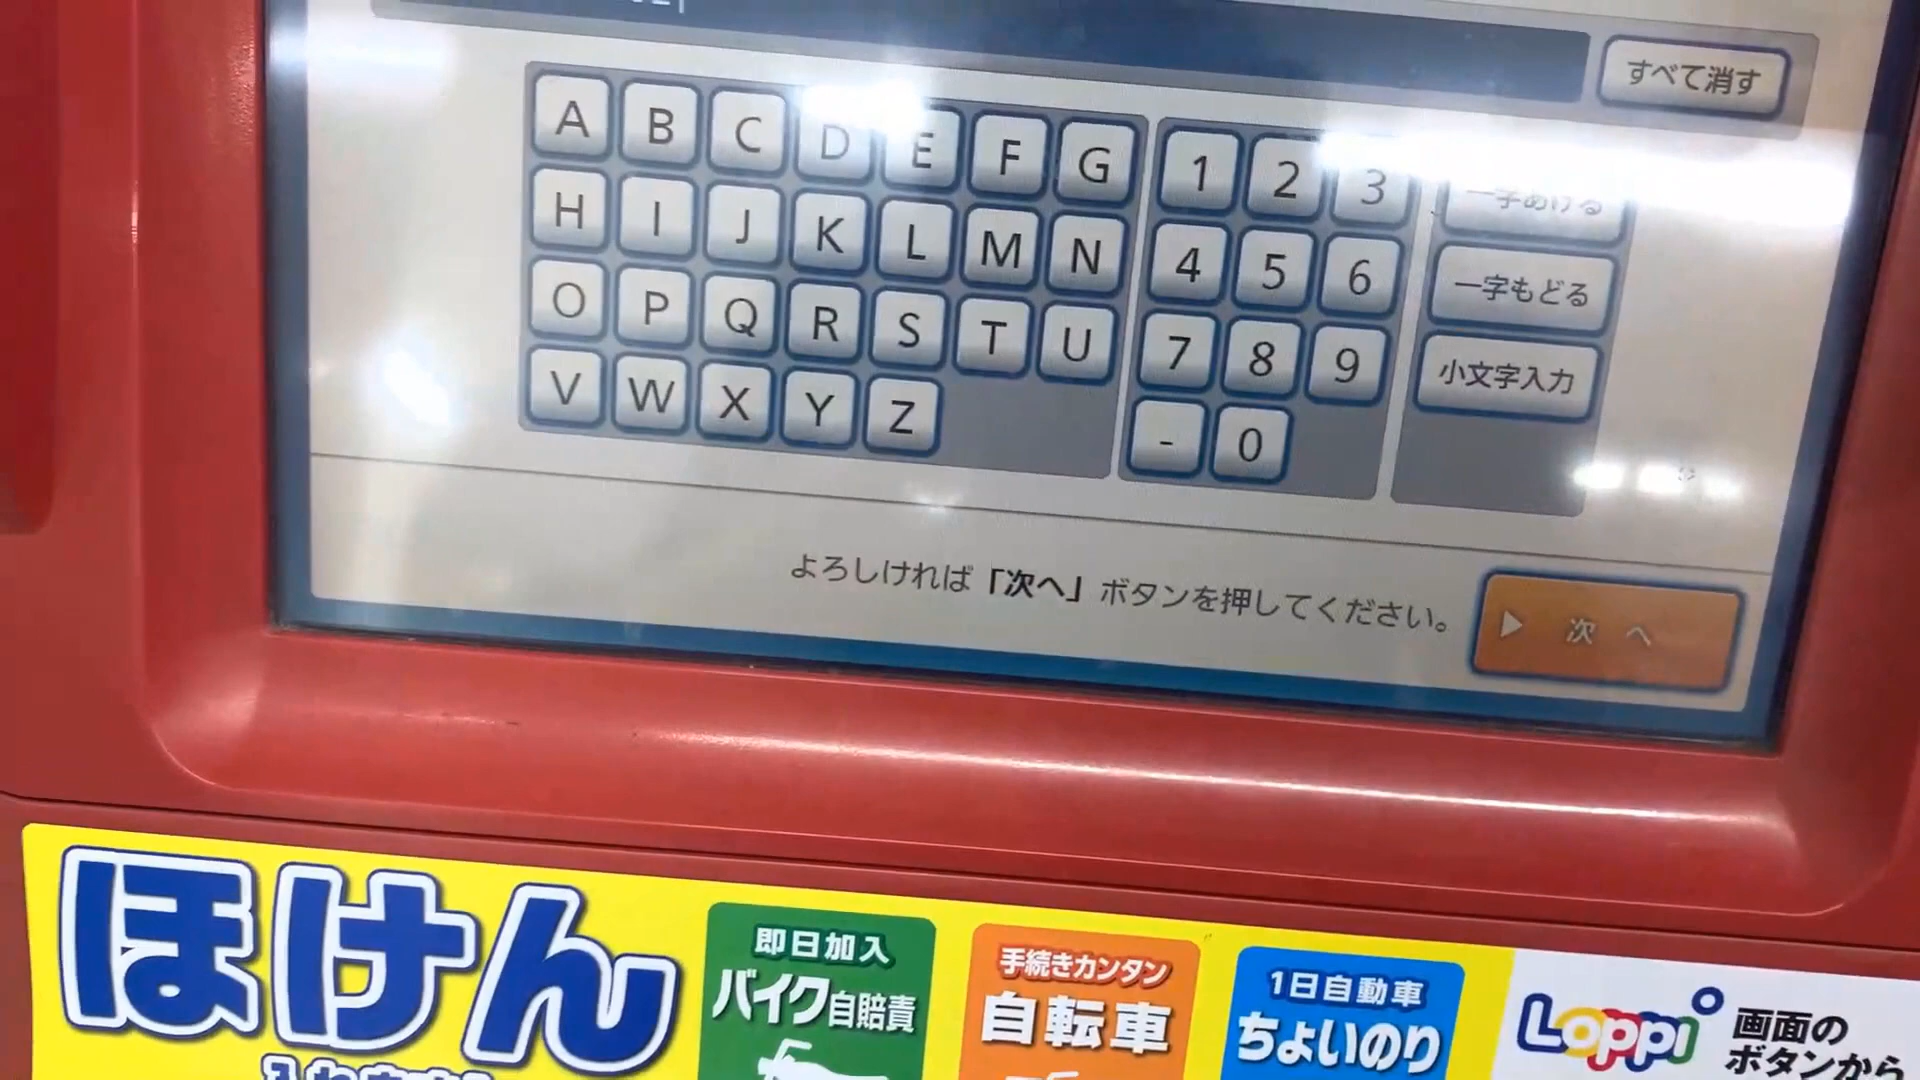 すべて消す
A B C D E F G 1 2 3 一字あける
H I J K L M N 4 5 6 一字もどる
O P Q R S T U 7 8 9 小文字入力
V W X Y Z - 0
よろしければ「次へ」ボタンを押してください。
次へ
ほけん
即日加入
バイク自賠責
手続きカンタン
自転車
1日自動車
ちょいのり
Loppi
画面の
ボタンから